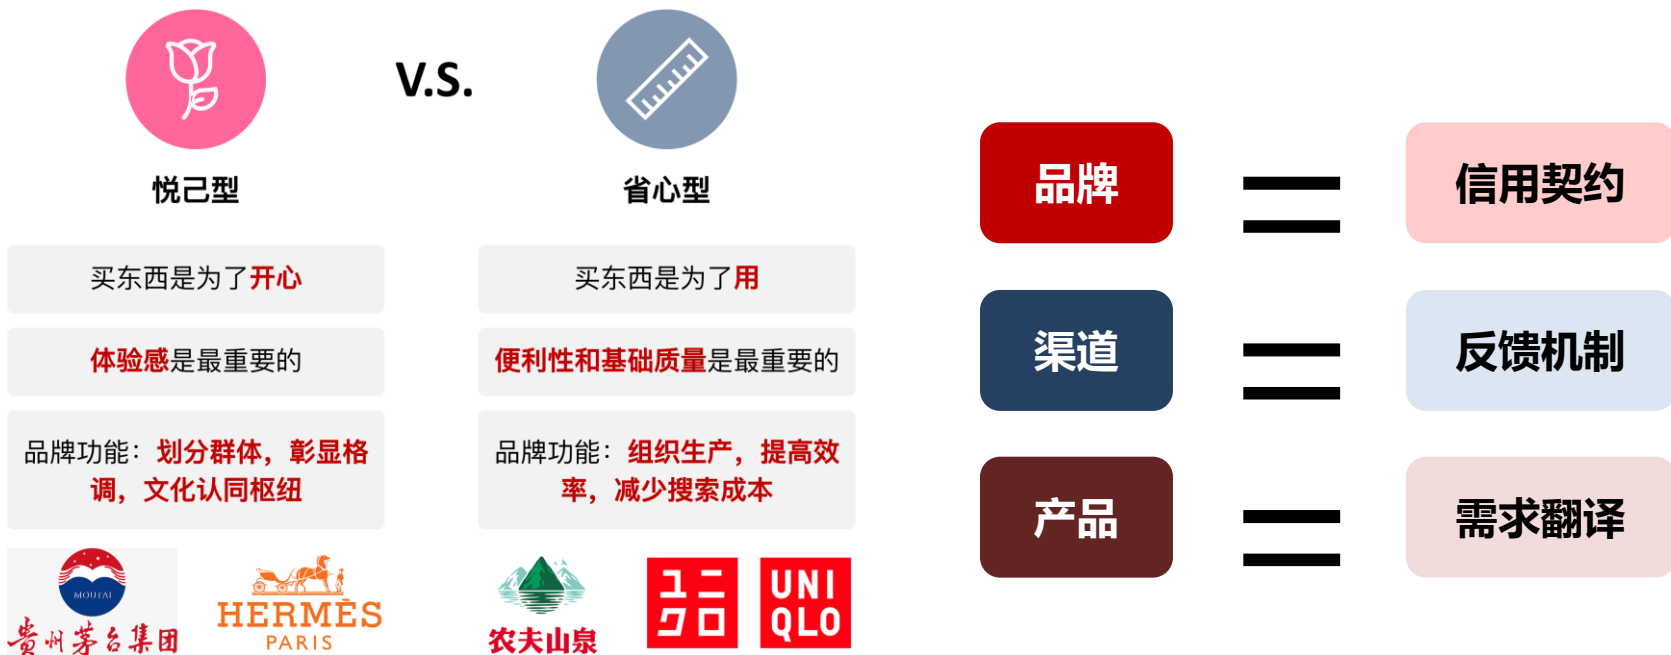 V.S.
悦己型
省心型
买东西是为了开心
买东西是为了用
体验感是最重要的
便利性和基础质量是最重要的
品牌功能：划分群体，彰显格
调，文化认同枢纽
品牌功能：组织生产，提高效
率，减少搜索成本
MOUTAI
贵州茅台集团
HERMÈS
PARIS
农夫山泉
ユニ
クロ
UNI
QLO
品牌
信用契约
渠道
反馈机制
产品
需求翻译